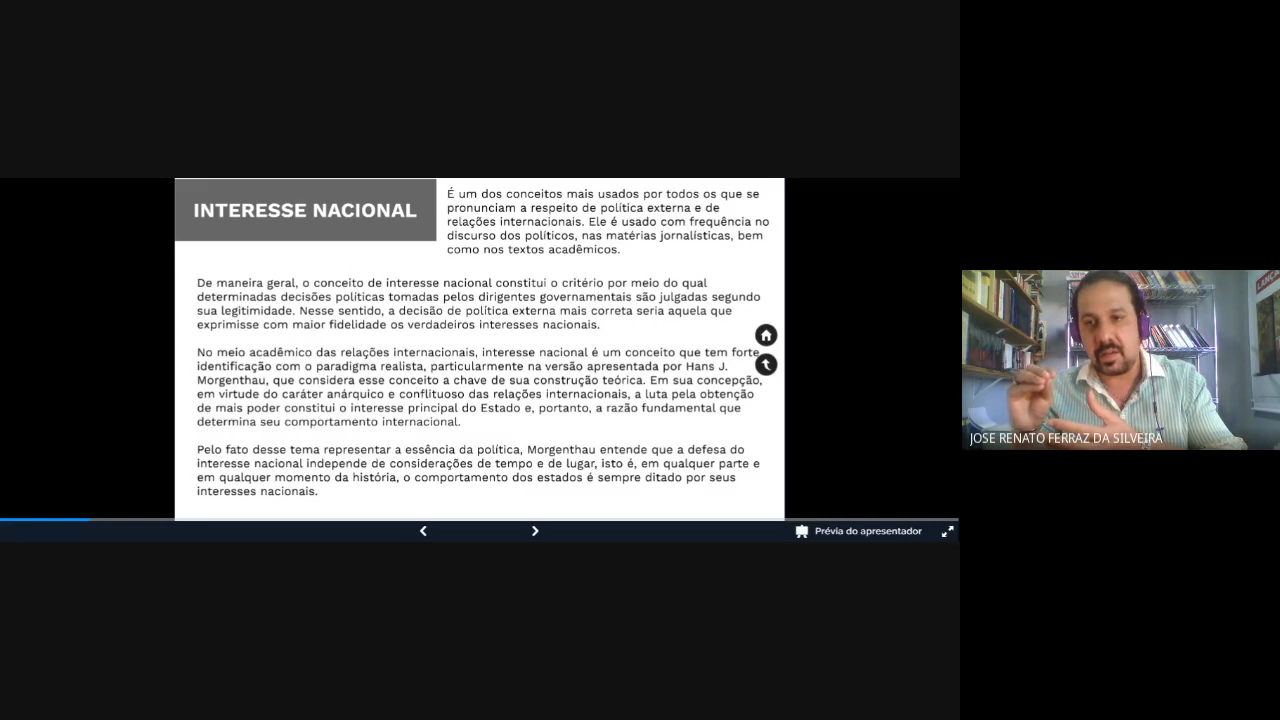 INTERESSE NACIONAL
É um dos conceitos mais usados por todos os que se
pronunciam a respeito de política externa e de
relações internacionais. Ele é usado com frequência no
discurso dos políticos, nas matérias jornalísticas, bem
como nos textos acadêmicos.
De maneira geral, o conceito de interesse nacional constitui o critério por meio do qual
determinadas decisões políticas tomadas pelos dirigentes governamentais são julgadas segundo
sua legitimidade. Nesse sentido, a decisão de política externa mais correta seria aquela que
exprimisse com maior fidelidade os verdadeiros interesses nacionais.
No meio acadêmico das relações internacionais, interesse nacional é um conceito que tem forte
identificação com o paradigma realista, particularmente na versão apresentada por Hans J.
Morgenthau, que considera esse conceito a chave de sua construção teórica. Em sua concepção,
em virtude do caráter anárquico e conflituoso das relações internacionais, a luta pela obtenção
de mais poder constitui o interesse principal do Estado e, portanto, a razão fundamental que
determina seu comportamento internacional.
Pelo fato desse tema representar a essência da política, Morgenthau entende que a defesa do
interesse nacional independe de considerações de tempo e de lugar, isto é, em qualquer parte e
em qualquer momento da história, o comportamento dos estados é sempre ditado por seus
interesses nacionais.
Prévia do apresentador
JOSE RENATO FERRAZ DA SILVEIRA